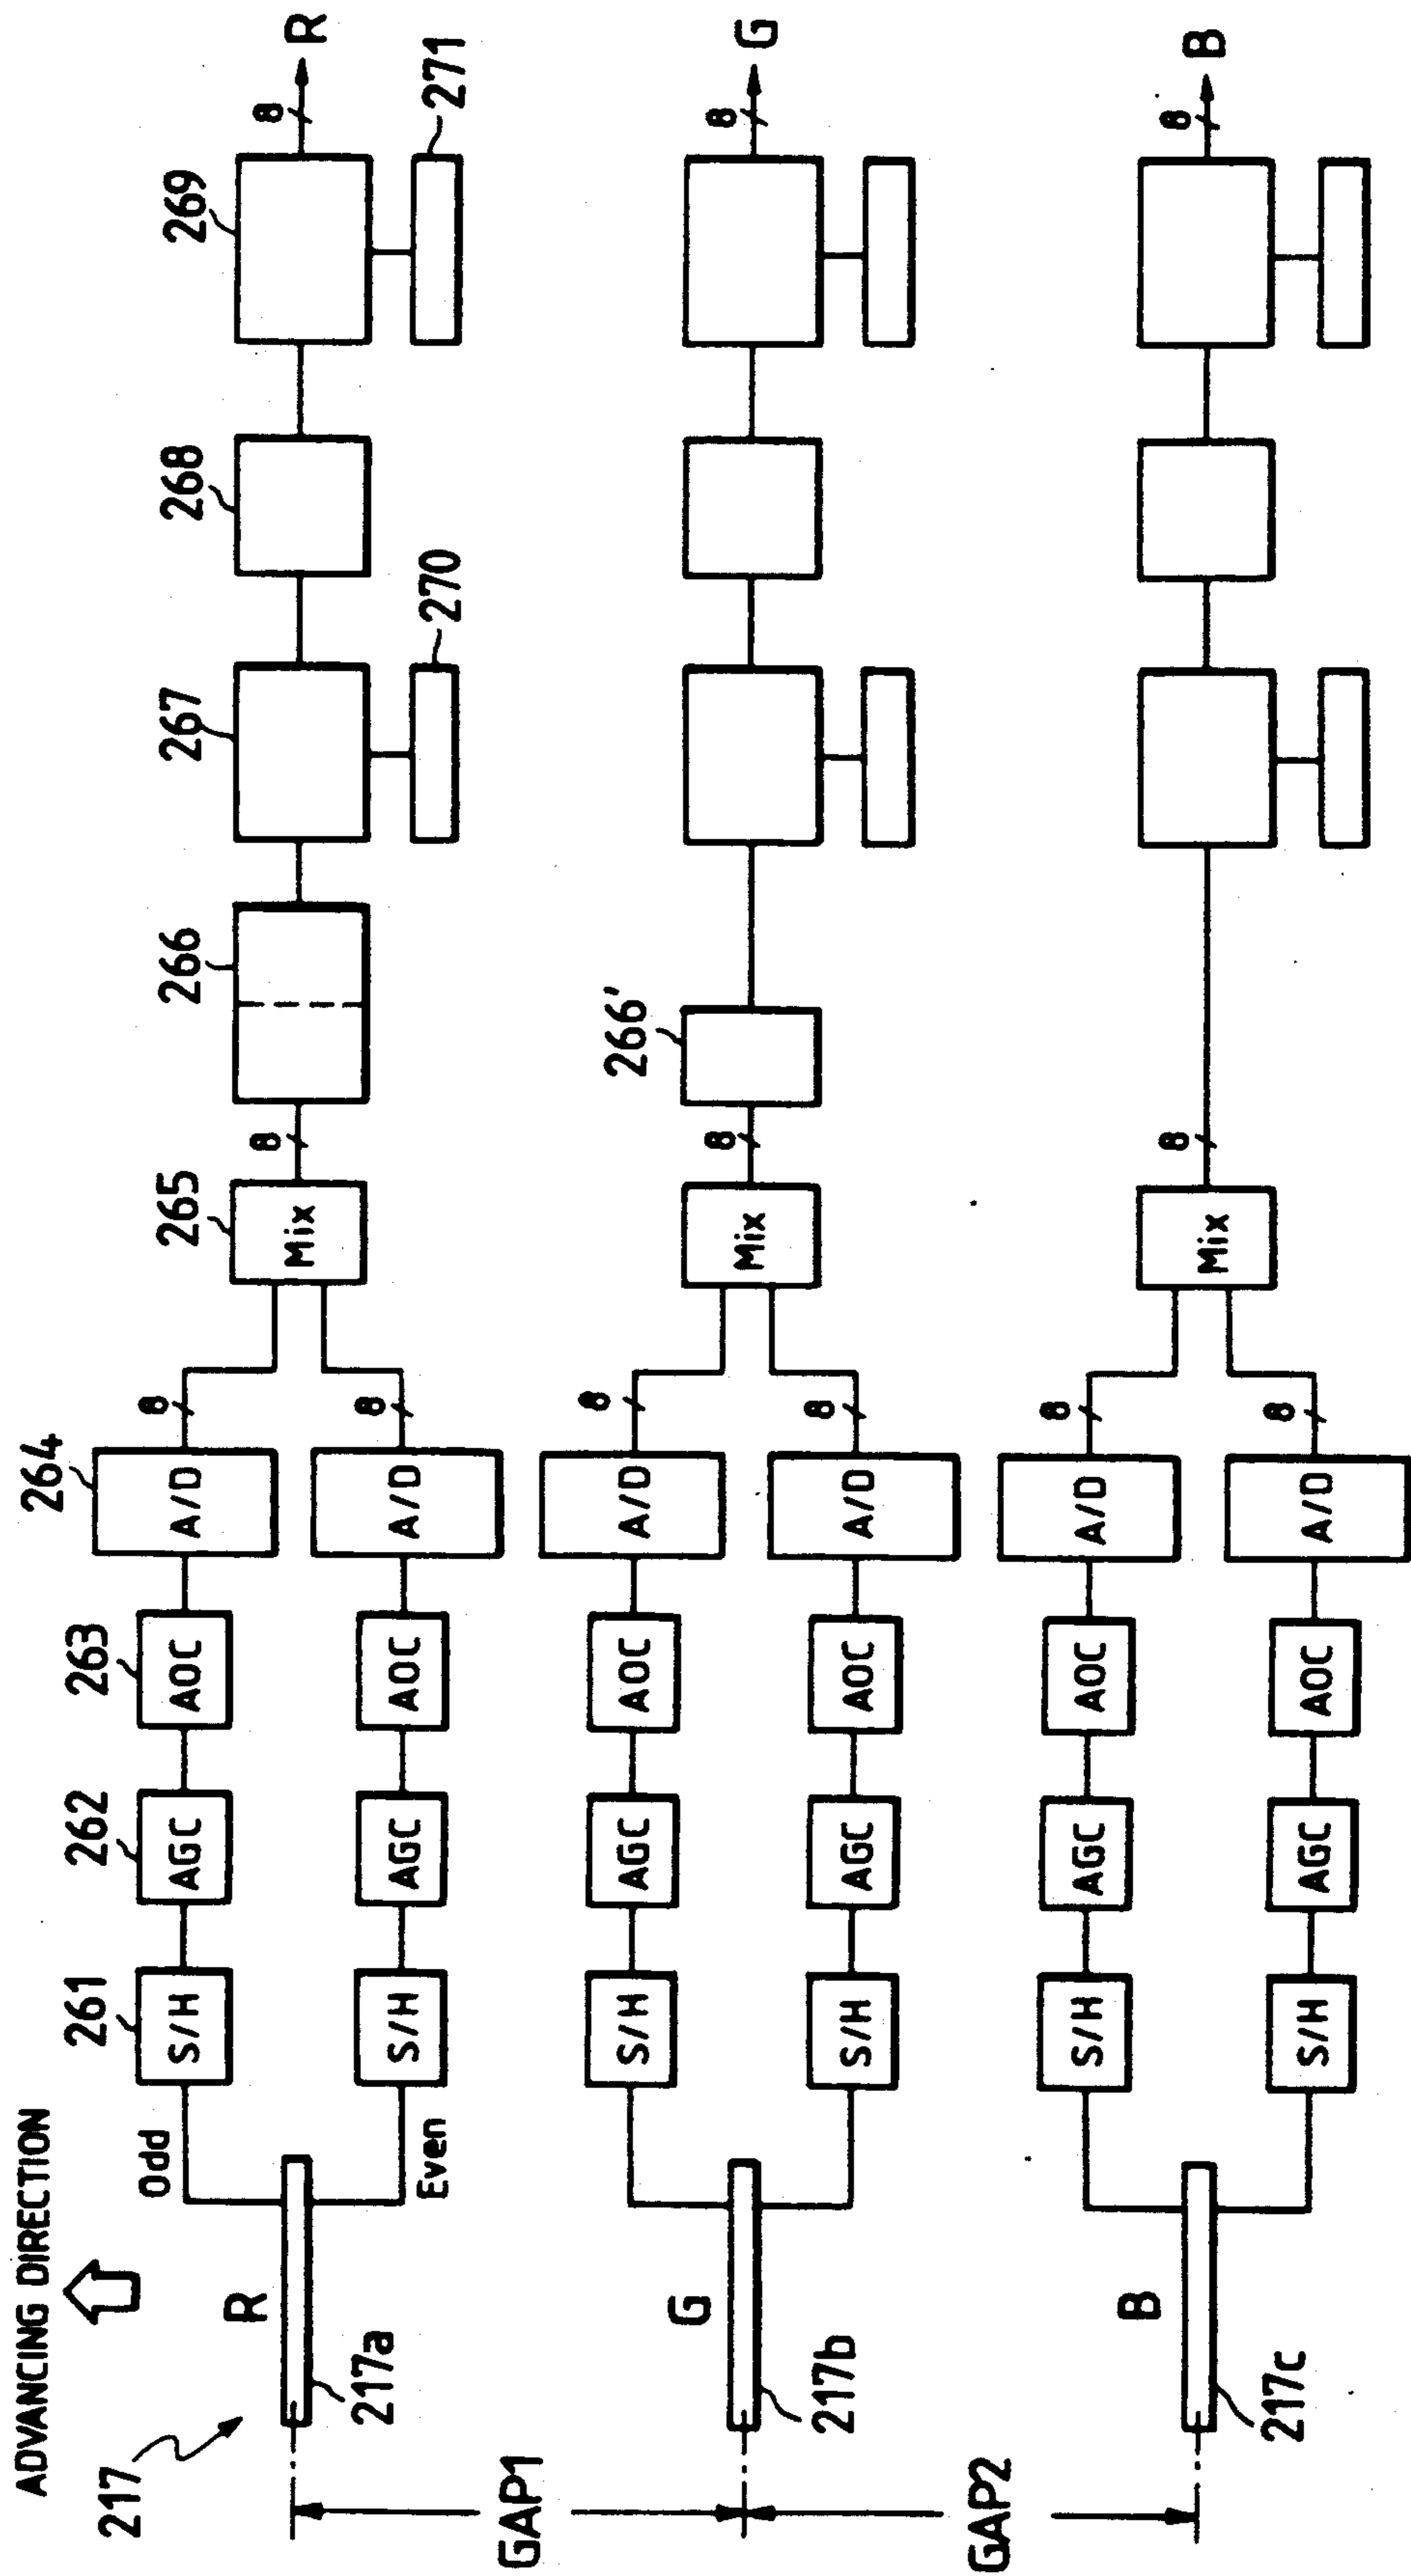 ADVANCING DIRECTION
217
R
217a
Odd
Even
261
S/H
262
AGC
263
AOC
264
A/D
8
S/H
AGC
AOC
A/D
8
265
Mix
8
266
267
270
268
269
271
8
R
GAP1
G
217b
S/H
AGC
AOC
A/D
8
S/H
AGC
AOC
A/D
8
Mix
8
266'
8
G
GAP2
B
217c
S/H
AGC
AOC
A/D
8
S/H
AGC
AOC
A/D
8
Mix
8
8
B